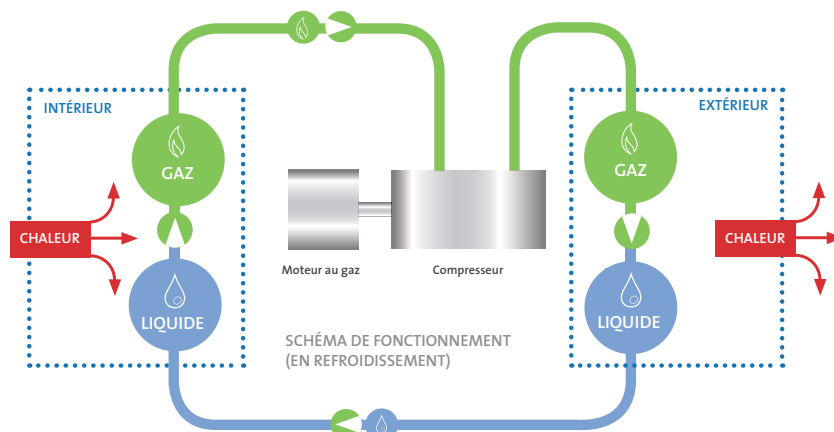 INTÉRIEUR
GAZ
CHALEUR
LIQUIDE
Moteur au gaz
Compresseur
SCHÉMA DE FONCTIONNEMENT
(EN REFROIDISSEMENT)
EXTÉRIEUR
GAZ
CHALEUR
LIQUIDE